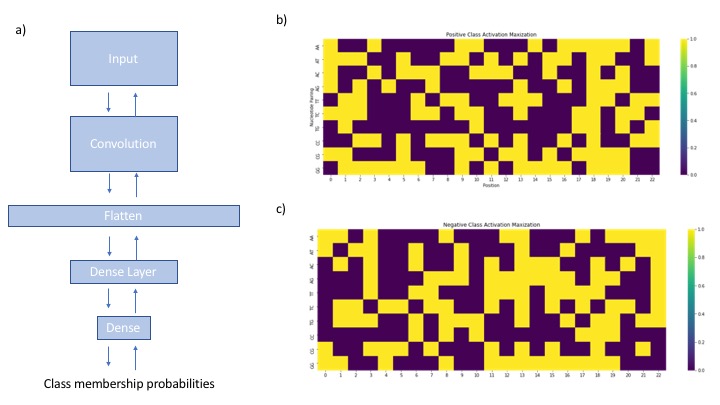 a)
Input
Convolution
Flatten
Dense Layer
Dense
Class membership probabilities
b)
Positive Class Activation Maxization
Nucleotide Pairing
AA
AT
AC
AG
TT
TC
TG
CC
CG
GG
0 1 2 3 4 5 6 7 8 9 10 11 12 13 14 15 16 17 18 19 20 21 22
Position
1.0
0.8
0.6
0.4
0.2
0.0
c)
Negative Class Activation Maxization
AA
AT
AC
AG
TT
TC
TG
CC
CG
GG
0 1 2 3 4 5 6 7 8 9 10 11 12 13 14 15 16 17 18 19 20 21 22
1.0
0.8
0.6
0.4
0.2
0.0